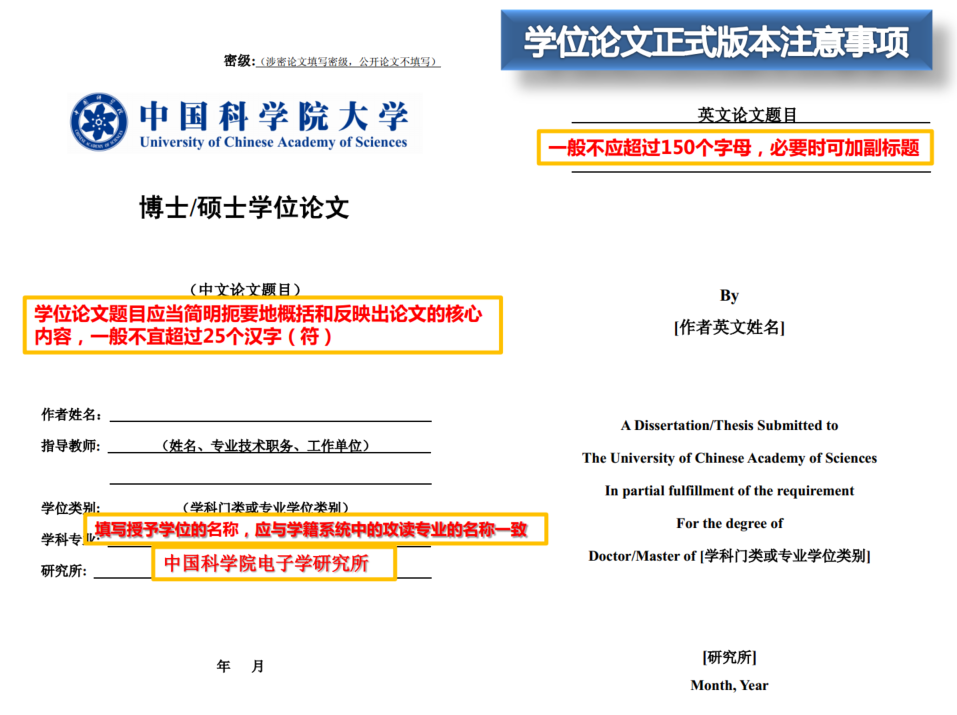 学位论文正式版本注意事项
密级:（涉密论文填写密级，公开论文不填写）
中国科学院大学
University of Chinese Academy of Sciences
博士/硕士学位论文
（中文论文题目）
学位论文题目应当简明扼要地概括和反映出论文的核心
内容，一般不宜超过25个汉字（符）
作者姓名:
指导教师: （姓名、专业技术职务、工作单位）
学位类别: （学科门类或专业学位类别）
填写授予学位的名称，应与学籍系统中的攻读专业的名称一致
学科专业:
研究所: 中国科学院电子学研究所
年 月
英文论文题目
一般不应超过150个字母，必要时可加副标题
By
[作者英文姓名]
A Dissertation/Thesis Submitted to
The University of Chinese Academy of Sciences
In partial fulfillment of the requirement
For the degree of
Doctor/Master of [学科门类或专业学位类别]
[研究所]
Month, Year